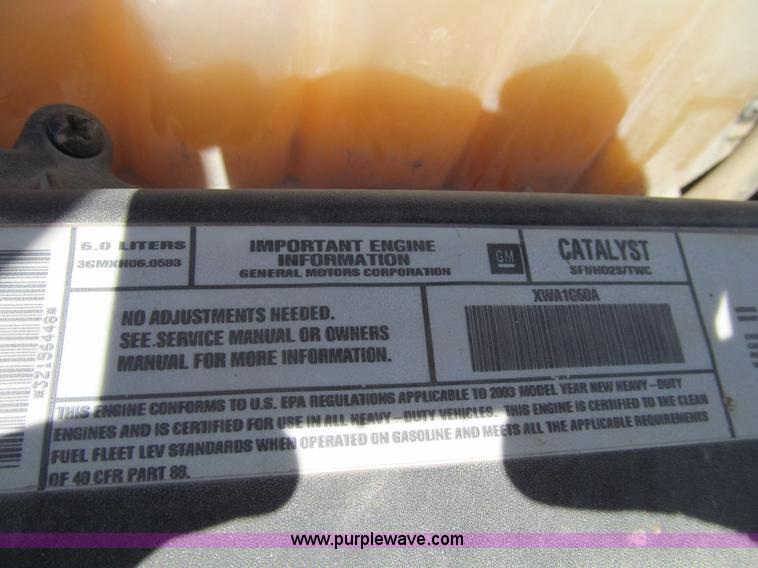 6.0 LITERS
3GMXH06.0593
IMPORTANT ENGINE
INFORMATION
GENERAL MOTORS CORPORATION
GM
CATALYST
SFI/HO2S/TWC
NO ADJUSTMENTS NEEDED.
SEE SERVICE MANUAL OR OWNERS
MANUAL FOR MORE INFORMATION.
XWA1G60A
THIS ENGINE CONFORMS TO U.S. EPA REGULATIONS APPLICABLE TO 2003 MODEL YEAR NEW HEAVY-DUTY
ENGINES AND IS CERTIFIED FOR USE IN ALL HEAVY-DUTY VEHICLES. THIS ENGINE IS CERTIFIED TO THE CLEAN
FUEL FLEET LEV STANDARDS WHEN OPERATED ON GASOLINE AND MEETS ALL THE APPLICABLE REQUIREMENTS
OF 40 CFR PART 88.
www.purplewave.com